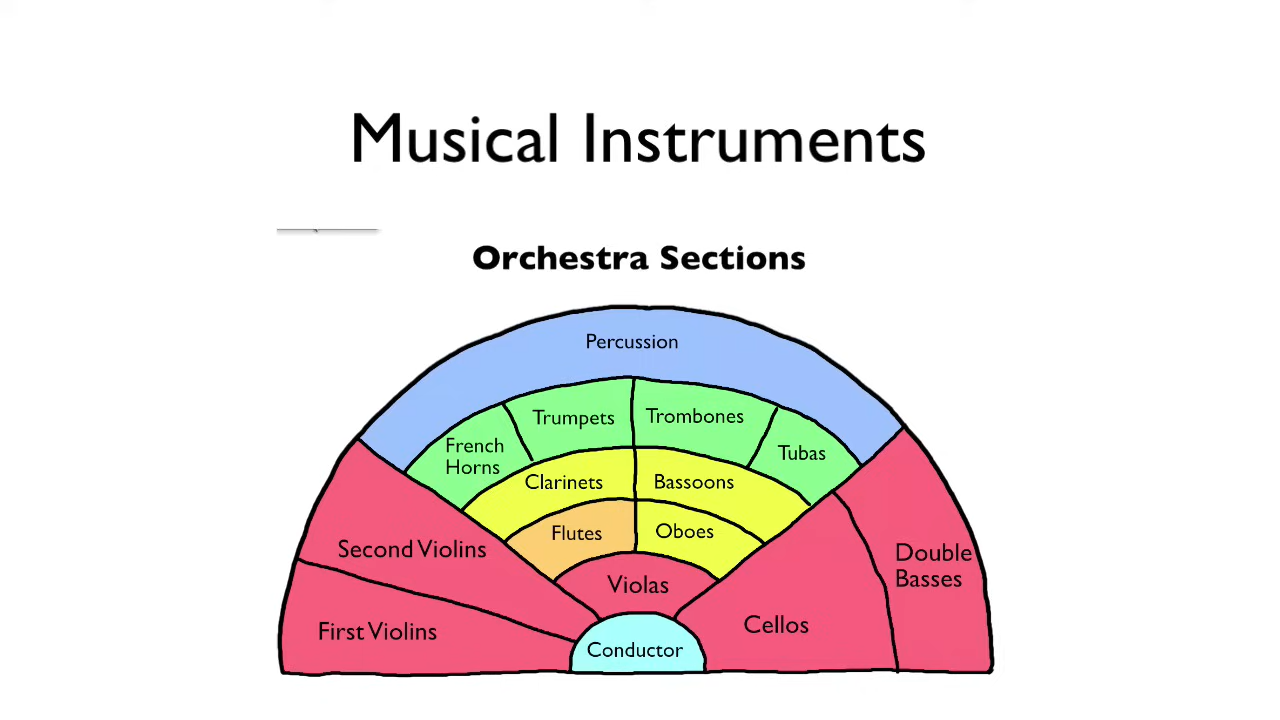 Musical Instruments
Orchestra Sections
Percussion
Trumpets
Trombones
French
Horns
Tubas
Clarinets
Bassoons
Flutes
Oboes
Second Violins
Double
Basses
Violas
First Violins
Cellos
Conductor